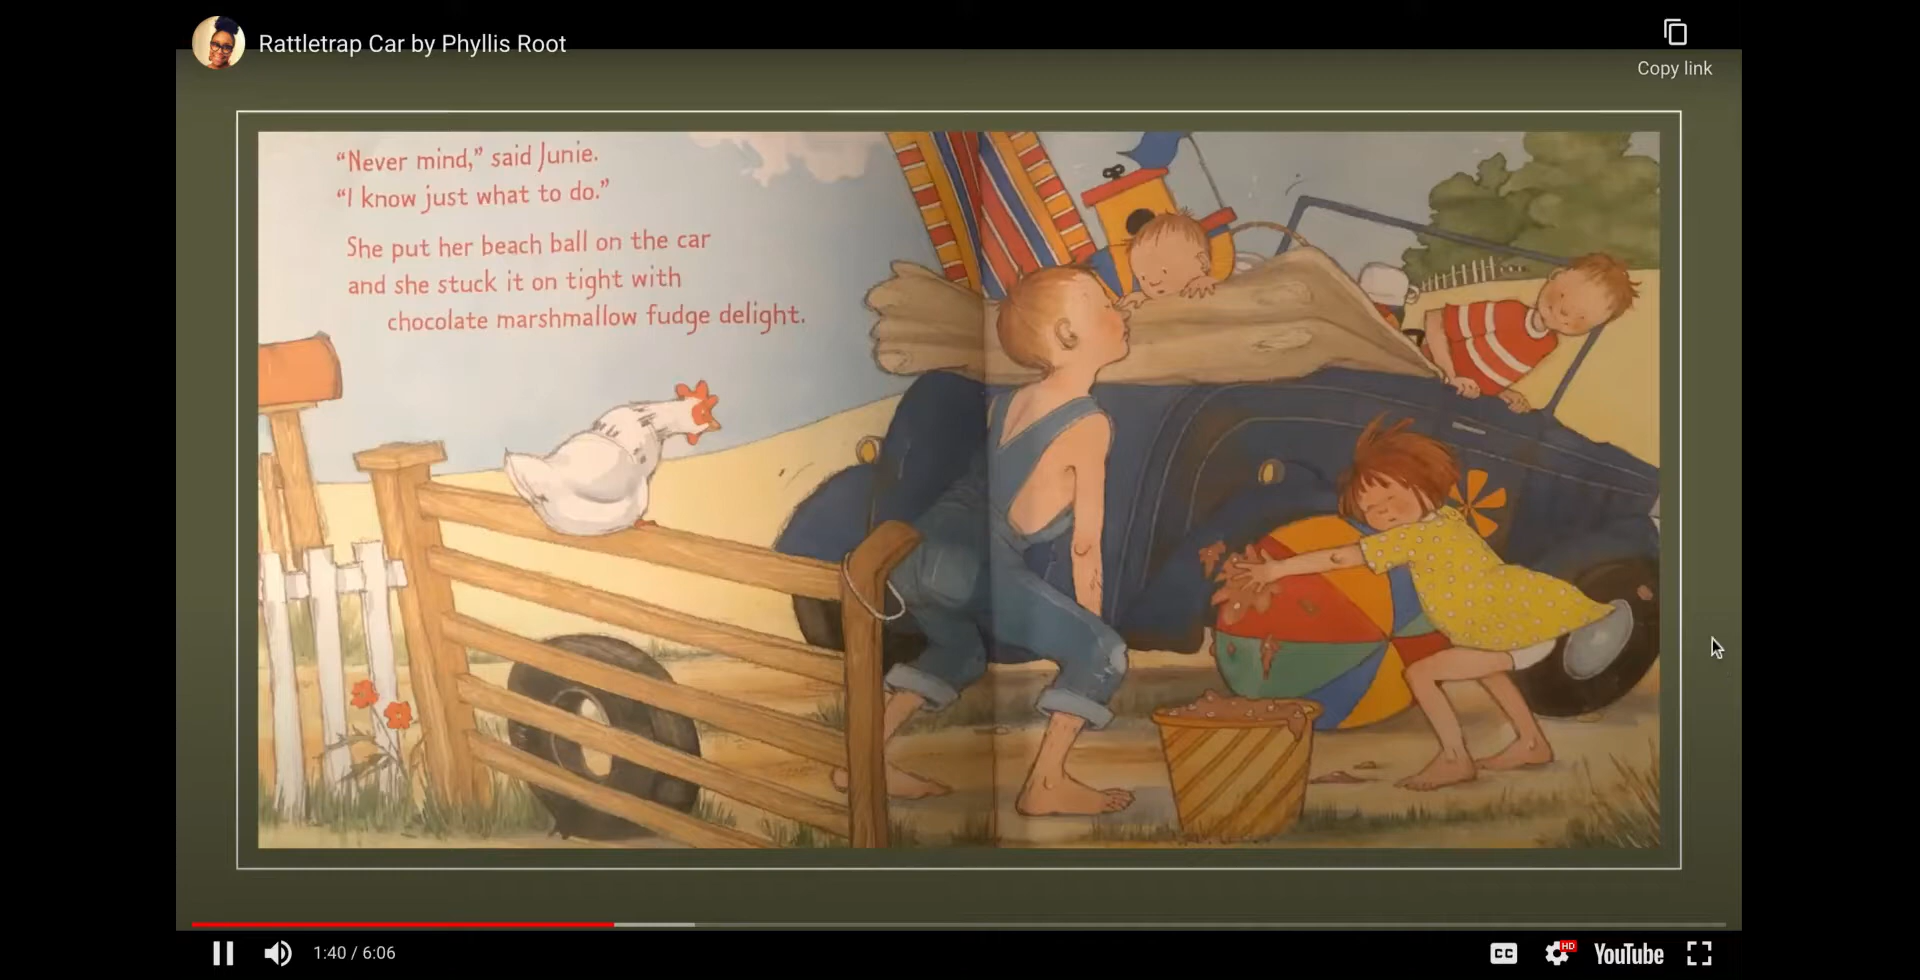 Rattletrap Car by Phyllis Root
Copy link
“Never mind,” said Junie.
“I know just what to do.”
She put her beach ball on the car
and she stuck it on tight with
chocolate marshmallow fudge delight.
1:40 / 6:06
CC
HD
YouTube